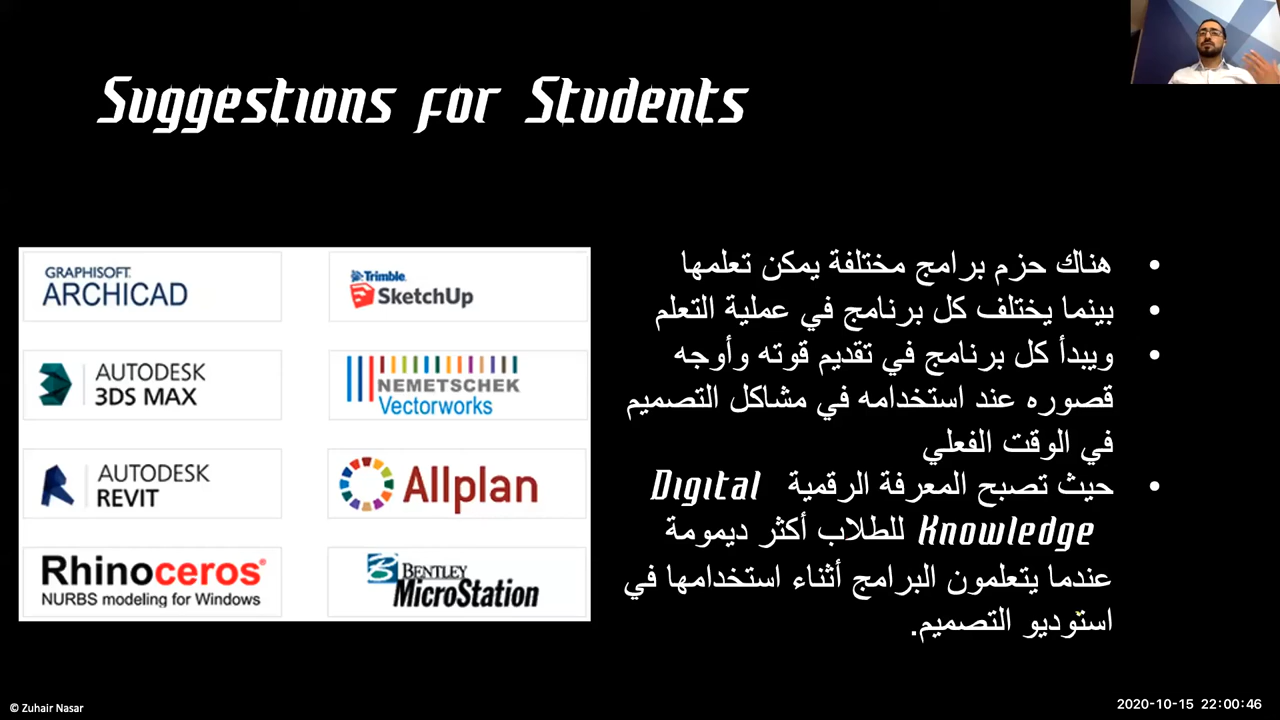 Suggestions for Students
GRAPHISOFT.
ARCHICAD
Trimble.
SketchUp
AUTODESK
3DS MAX
NEMETSCHEK
Vectorworks
AUTODESK
REVIT
Allplan
Rhinoceros®
NURBS modeling for Windows
BENTLEY
MicroStation
• هناك حزم برامج مختلفة يمكن تعلمها
• بينما يختلف كل برنامج في عملية التعلم
• ويبدأ كل برنامج في تقديم قوته وأوجه
قصوره عند استخدامه في مشاكل التصميم
في الوقت الفعلي
• حيث تصبح المعرفة الرقمية Digital
Knowledge للطلاب أكثر ديمومة
عندما يتعلمون البرامج أثناء استخدامها في
استوديو التصميم.
© Zuhair Nasar
2020-10-15 22:00:46